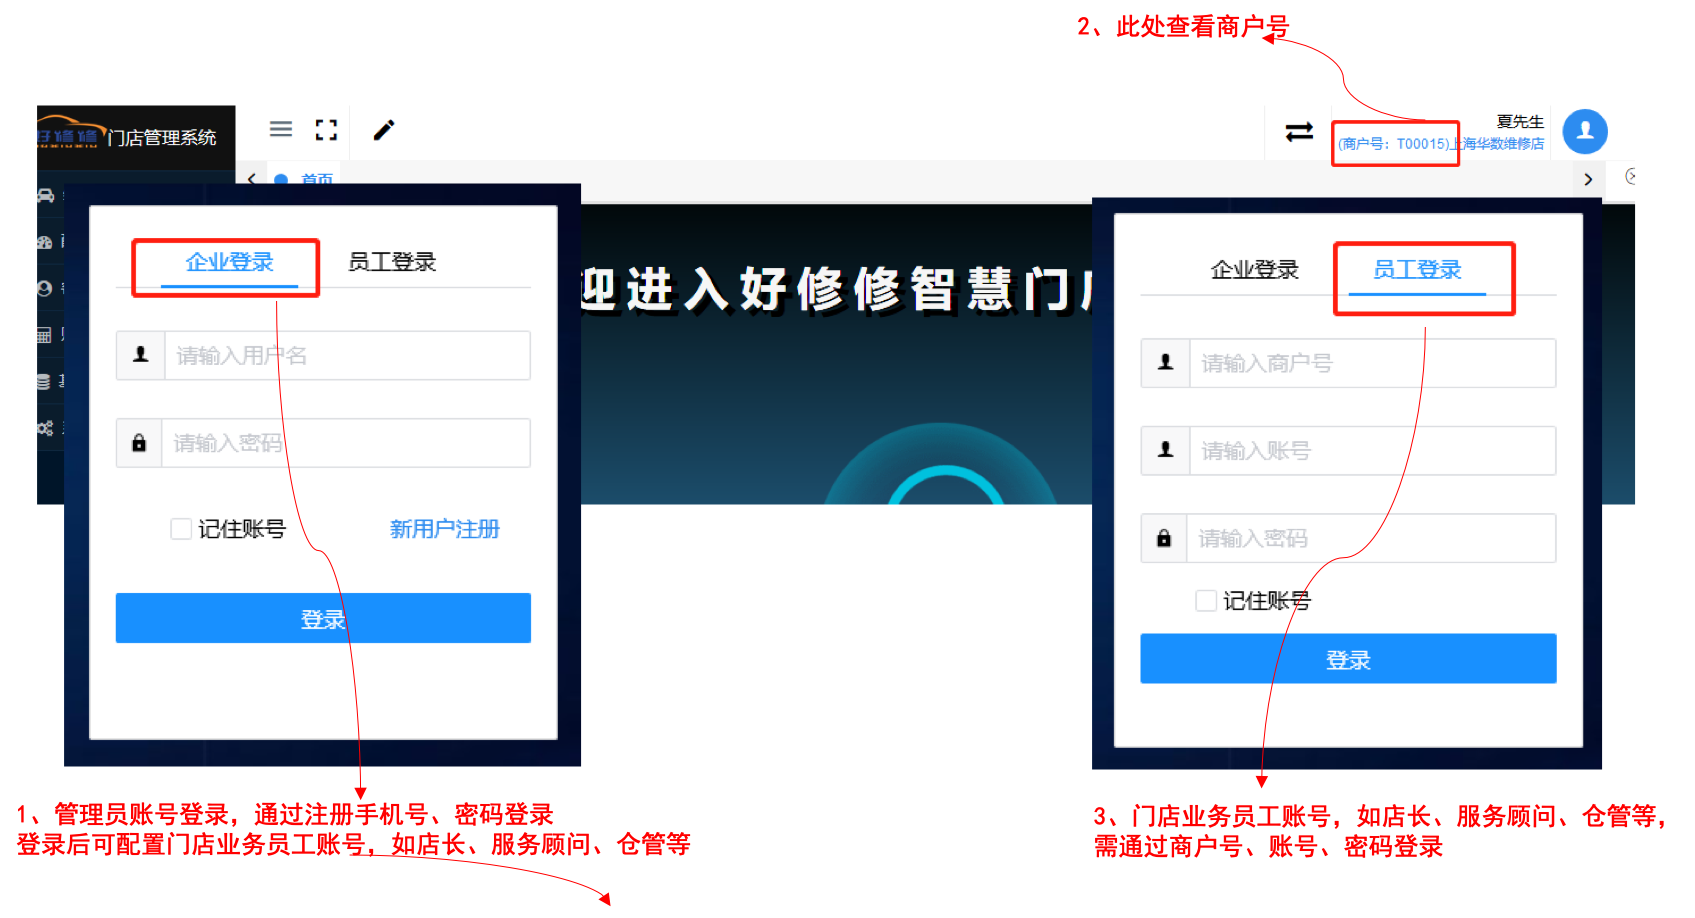 2、此处查看商户号
好修修 门店管理系统
夏先生
(商户号：T00015)上海华数维修店
首页
迎进入好修修智慧门
企业登录 员工登录
请输入用户名
请输入密码
记住账号 新用户注册
登录
企业登录 员工登录
请输入商户号
请输入账号
请输入密码
记住账号
登录
1、管理员账号登录，通过注册手机号、密码登录
登录后可配置门店业务员工账号，如店长、服务顾问、仓管等
3、门店业务员工账号，如店长、服务顾问、仓管等，
需通过商户号、账号、密码登录